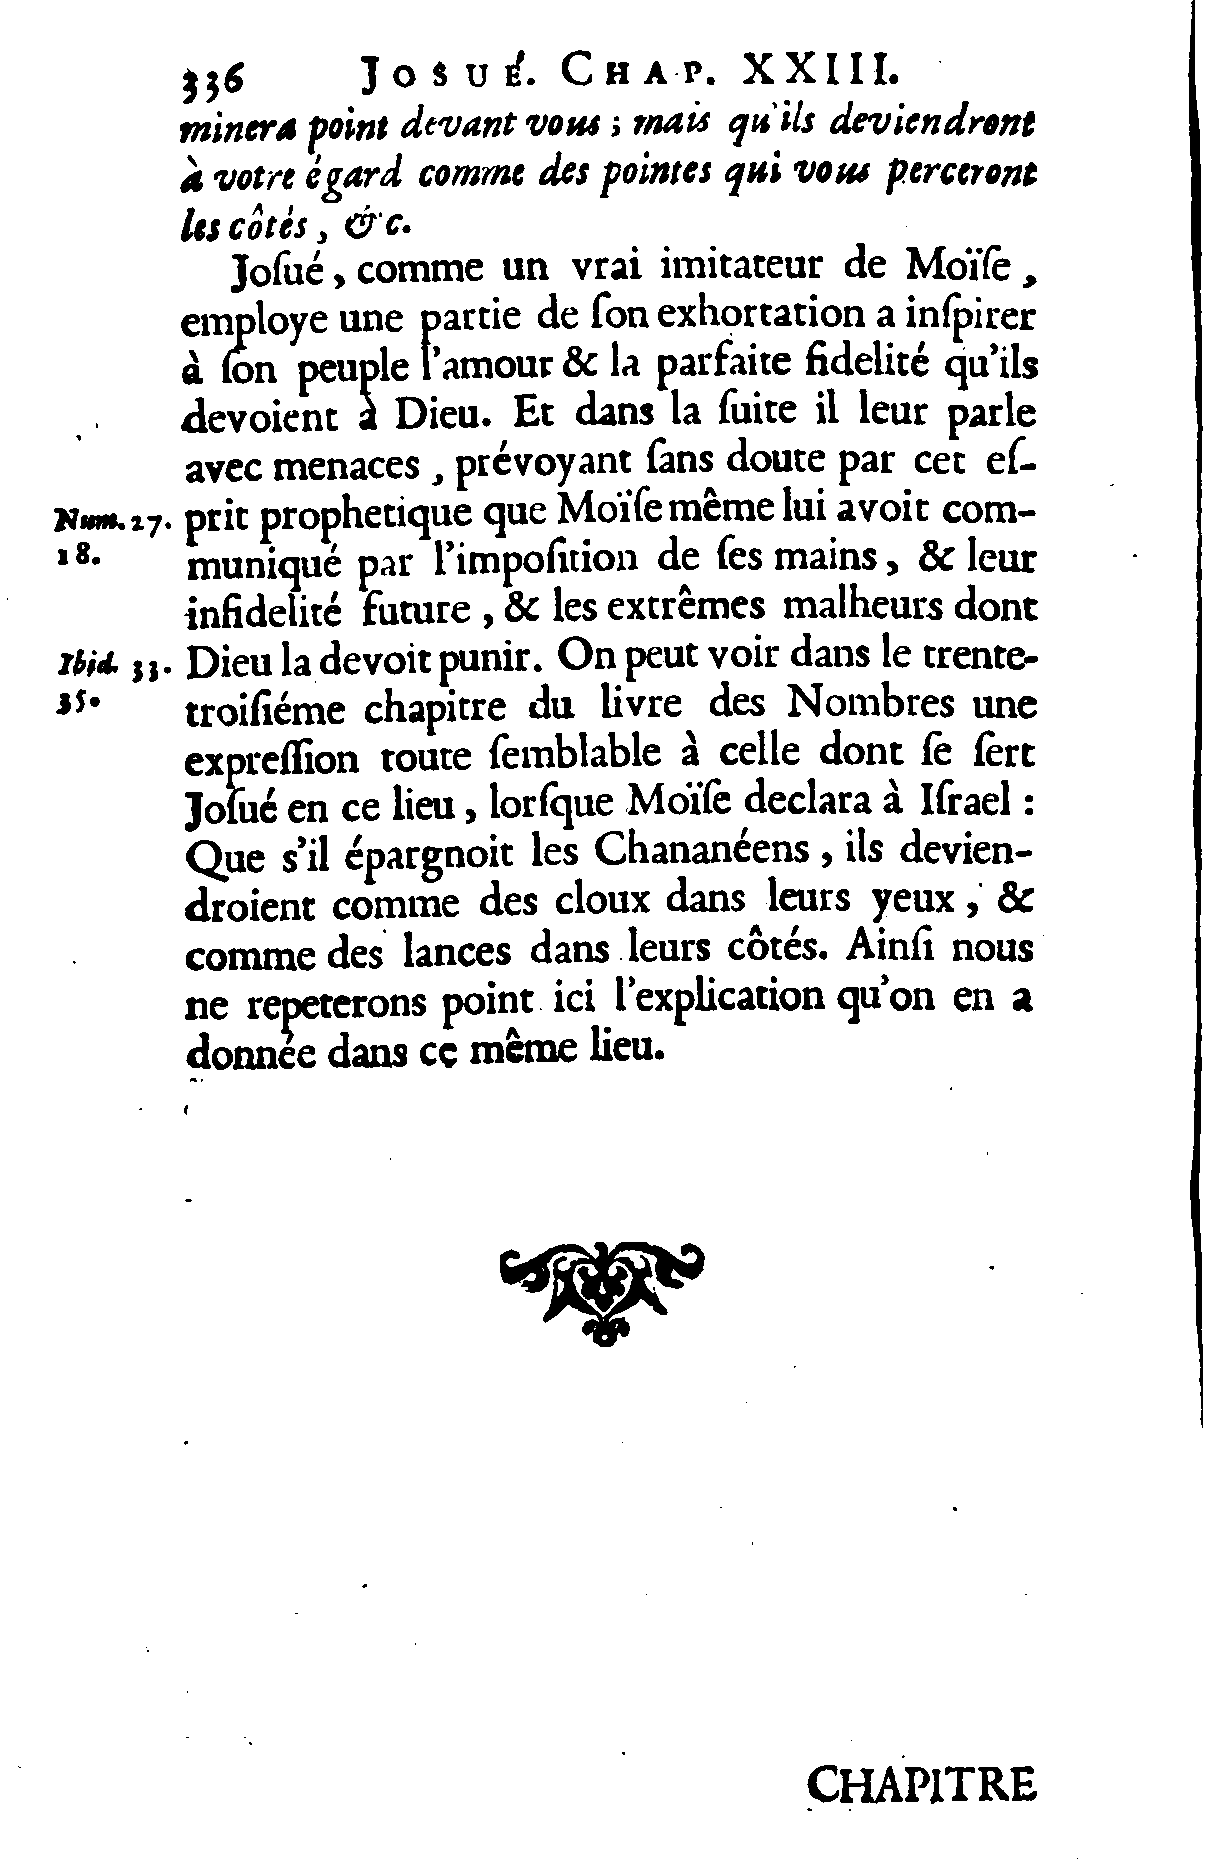 336 JOSUÉ. CHAP. XXIII.
minera point devant vous ; mais qu'ils deviendront
à votre égard comme des pointes qui vous perceront
les côtés, &c.
Joſué, comme un vrai imitateur de Moïſe,
employe une partie de ſon exhortation a inſpirer
à ſon peuple l'amour & la parfaite fidelité qu'ils
devoient à Dieu. Et dans la ſuite il leur parle
avec menaces, prévoyant ſans doute par cet eſ-
Num. 27. prit prophetique que Moïſe même lui avoit com-
18. muniqué par l'impoſition de ſes mains, & leur
infidelité future, & les extrêmes malheurs dont
Ibid. 33. Dieu la devoit punir. On peut voir dans le trente-
35. troiſiéme chapitre du livre des Nombres une
expreſſion toute ſemblable à celle dont ſe ſert
Joſué en ce lieu, lorſque Moïſe declara à Iſrael :
Que s'il épargnoit les Chananéens, ils devien-
droient comme des cloux dans leurs yeux, &
comme des lances dans leurs côtés. Ainſi nous
ne repeterons point ici l'explication qu'on en a
donnée dans ce même lieu.
CHAPITRE